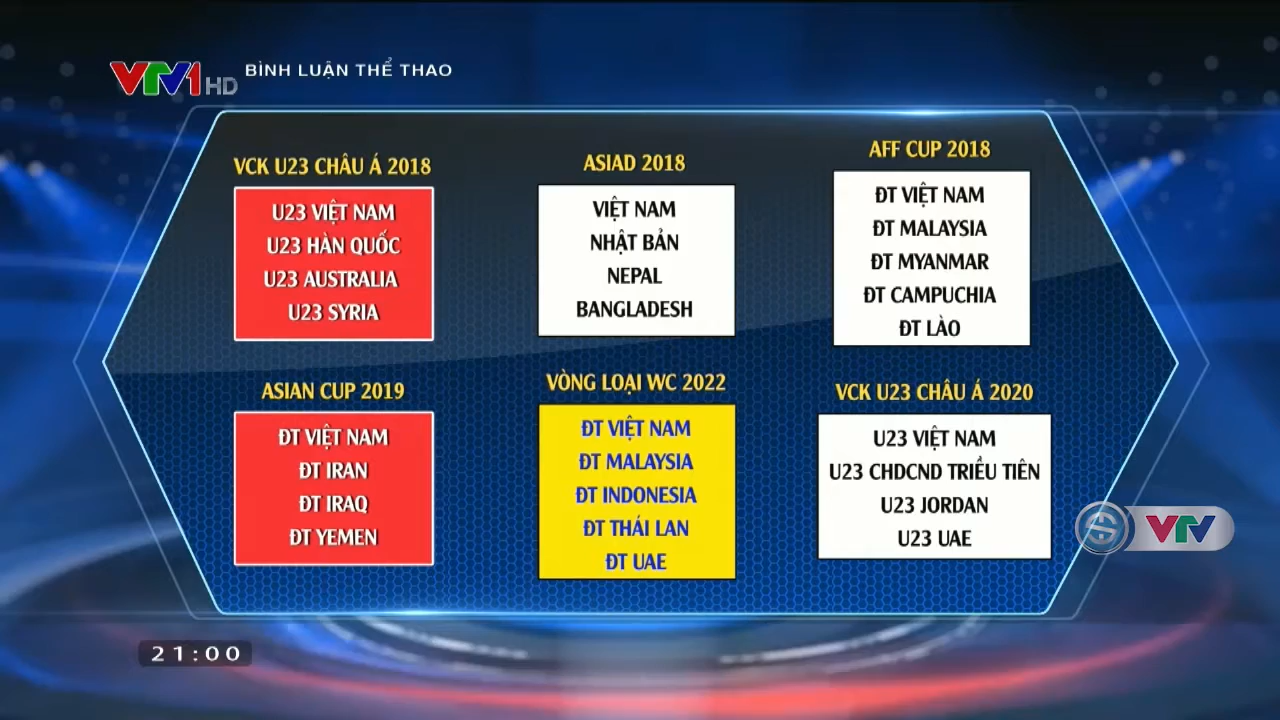 VTV1 HD
BÌNH LUẬN THỂ THAO
VCK U23 CHÂU Á 2018
U23 VIỆT NAM
U23 HÀN QUỐC
U23 AUSTRALIA
U23 SYRIA
ASIAD 2018
VIỆT NAM
NHẬT BẢN
NEPAL
BANGLADESH
AFF CUP 2018
ĐT VIỆT NAM
ĐT MALAYSIA
ĐT MYANMAR
ĐT CAMPUCHIA
ĐT LÀO
ASIAN CUP 2019
ĐT VIỆT NAM
ĐT IRAN
ĐT IRAQ
ĐT YEMEN
VÒNG LOẠI WC 2022
ĐT VIỆT NAM
ĐT MALAYSIA
ĐT INDONESIA
ĐT THÁI LAN
ĐT UAE
VCK U23 CHÂU Á 2020
U23 VIỆT NAM
U23 CHDCND TRIỀU TIÊN
U23 JORDAN
U23 UAE
VTV
21:00